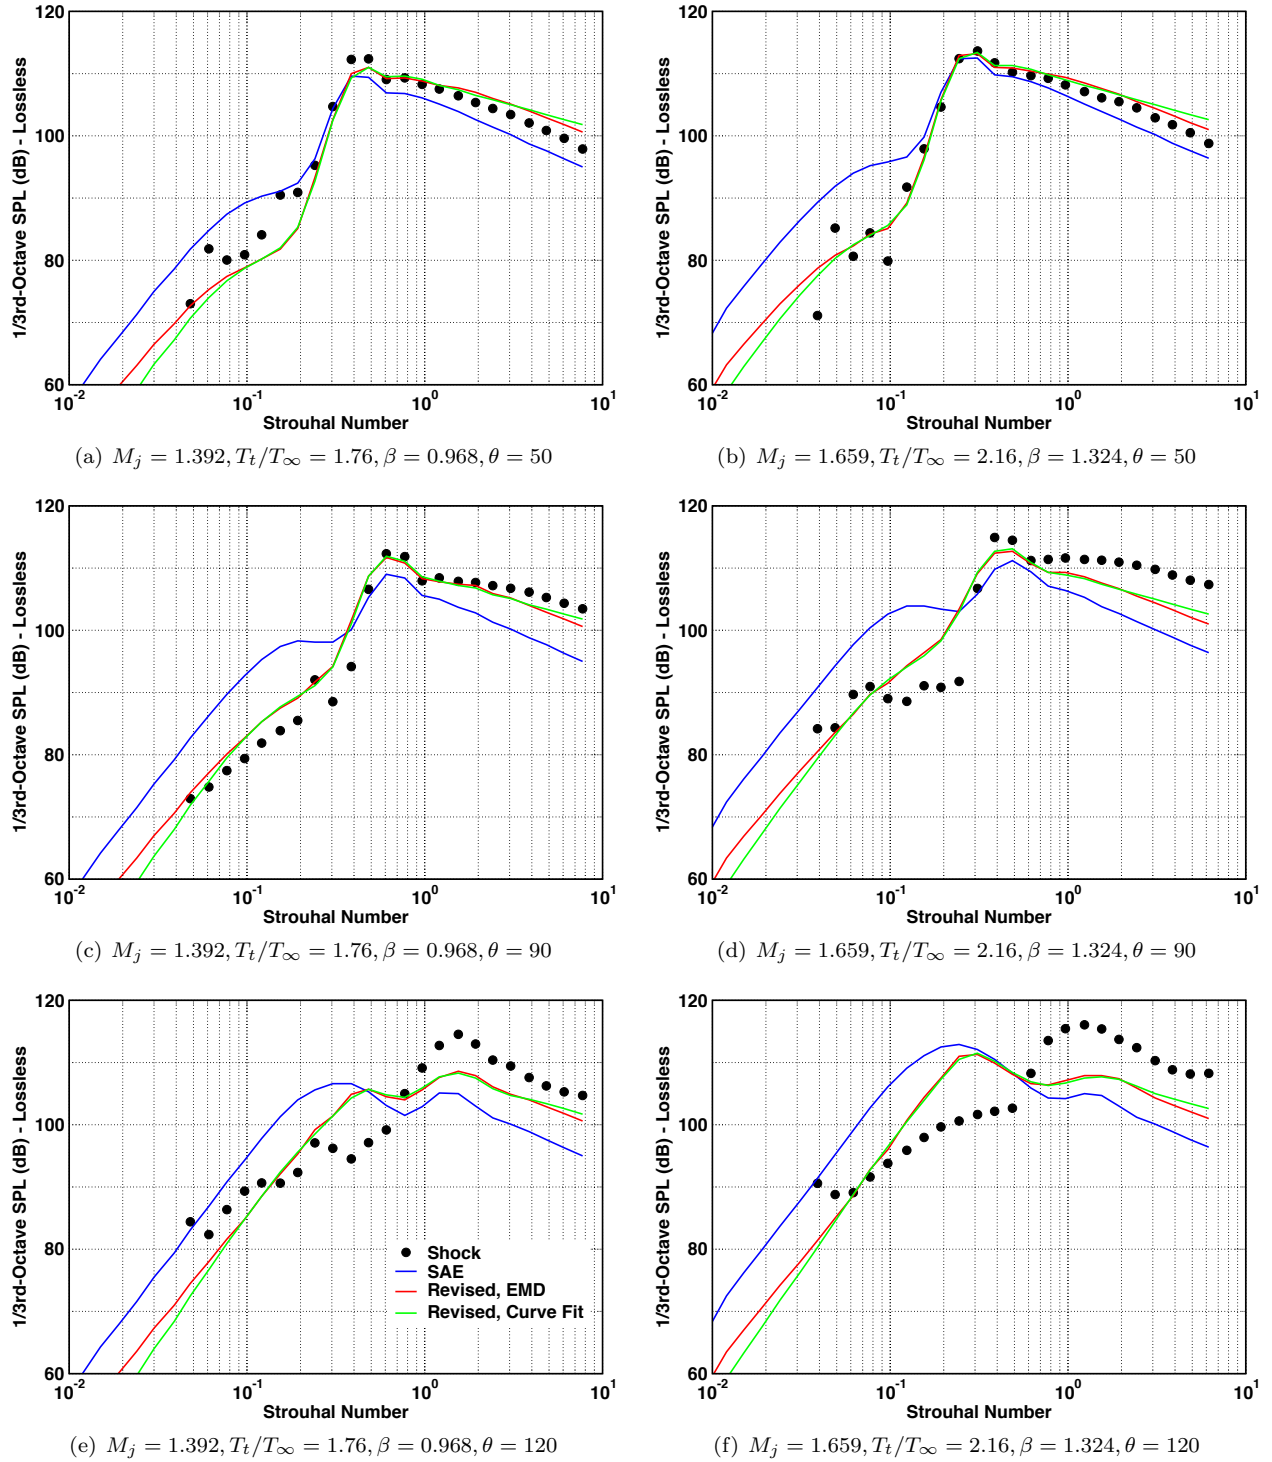 120
100
80
60
1/3rd-Octave SPL (dB) - Lossless
10^-2
10^-1
10^0
10^1
Strouhal Number
(a) M_j = 1.392, T_t/T_∞ = 1.76, β = 0.968, θ = 50
120
100
80
60
1/3rd-Octave SPL (dB) - Lossless
10^-2
10^-1
10^0
10^1
Strouhal Number
(b) M_j = 1.659, T_t/T_∞ = 2.16, β = 1.324, θ = 50
120
100
80
60
1/3rd-Octave SPL (dB) - Lossless
10^-2
10^-1
10^0
10^1
Strouhal Number
(c) M_j = 1.392, T_t/T_∞ = 1.76, β = 0.968, θ = 90
120
100
80
60
1/3rd-Octave SPL (dB) - Lossless
10^-2
10^-1
10^0
10^1
Strouhal Number
(d) M_j = 1.659, T_t/T_∞ = 2.16, β = 1.324, θ = 90
120
100
80
60
1/3rd-Octave SPL (dB) - Lossless
Shock
SAE
Revised, EMD
Revised, Curve Fit
10^-2
10^-1
10^0
10^1
Strouhal Number
(e) M_j = 1.392, T_t/T_∞ = 1.76, β = 0.968, θ = 120
120
100
80
60
1/3rd-Octave SPL (dB) - Lossless
10^-2
10^-1
10^0
10^1
Strouhal Number
(f) M_j = 1.659, T_t/T_∞ = 2.16, β = 1.324, θ = 120